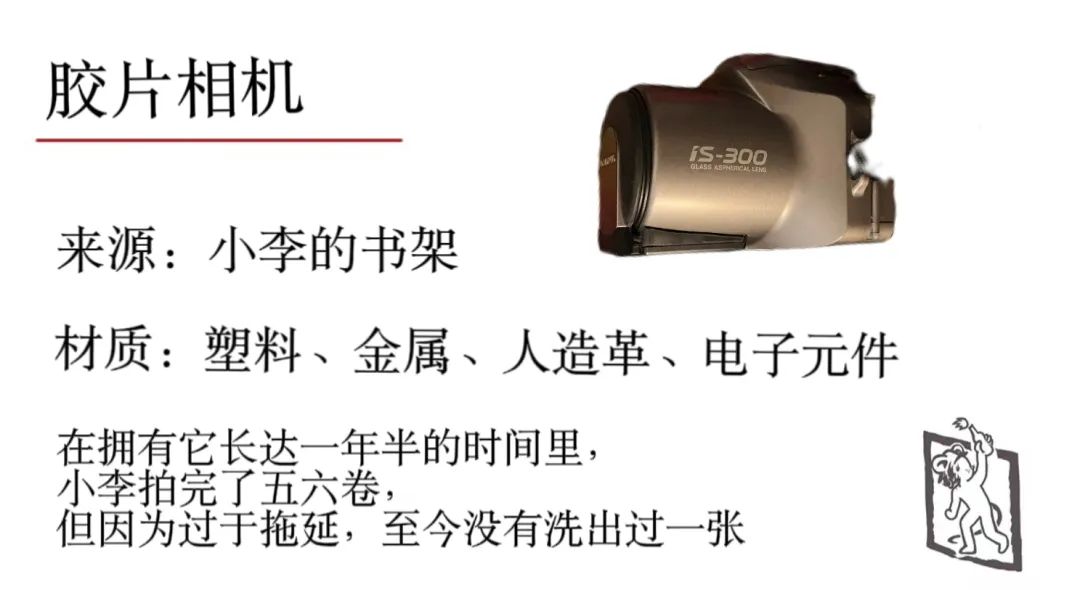 胶片相机
iS-300
GLASS ASPHERICAL LENS
来源：小李的书架
材质：塑料、金属、人造革、电子元件
在拥有它长达一年半的时间里，
小李拍完了五六卷，
但因为过于拖延，至今没有洗出过一张